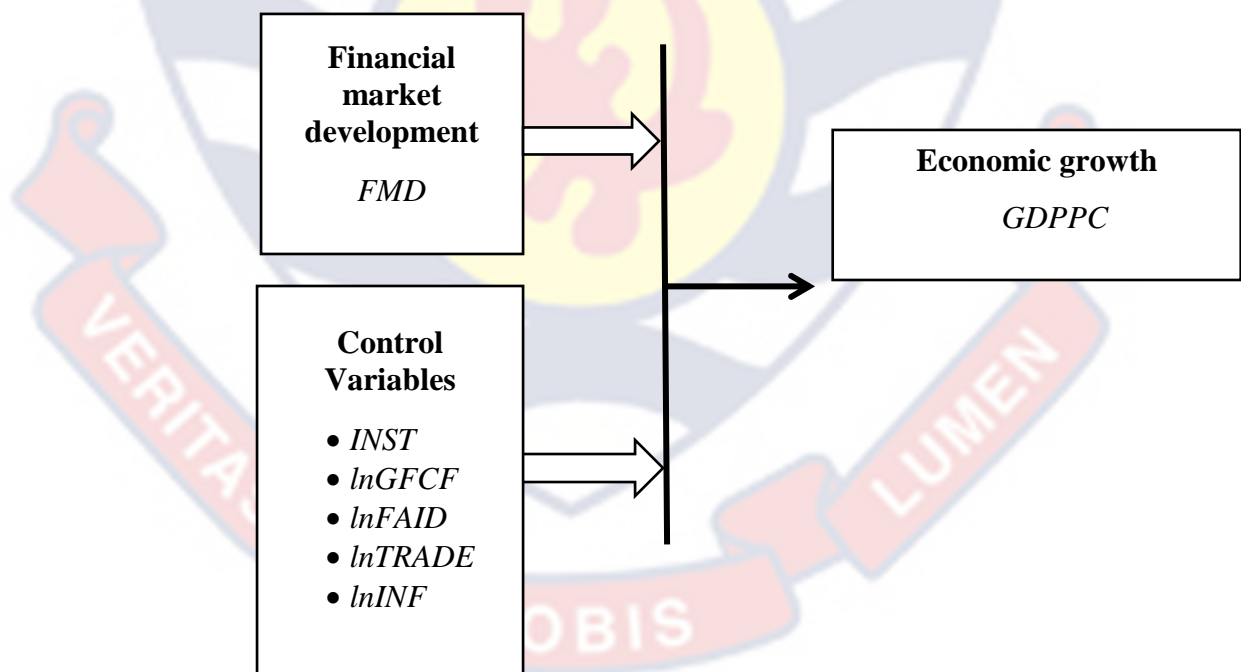 Financial
market
development
FMD
Economic growth
GDPPC
Control
Variables
• INST
• lnGFCF
• lnFAID
• lnTRADE
• lnINF
VERITAS
OBIS
LUMEN